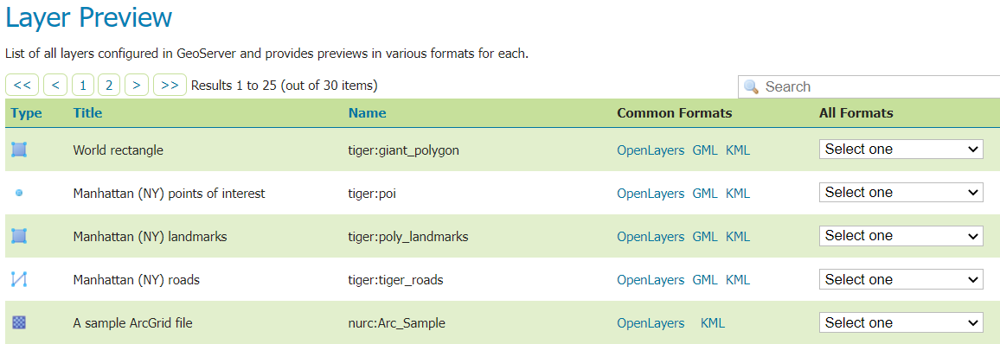 Layer Preview
List of all layers configured in GeoServer and provides previews in various formats for each.
<< < 1 2 > >> Results 1 to 25 (out of 30 items) Search
Type Title Name Common Formats All Formats
World rectangle tiger:giant_polygon OpenLayers GML KML Select one
Manhattan (NY) points of interest tiger:poi OpenLayers GML KML Select one
Manhattan (NY) landmarks tiger:poly_landmarks OpenLayers GML KML Select one
Manhattan (NY) roads tiger:tiger_roads OpenLayers GML KML Select one
A sample ArcGrid file nurc:Arc_Sample OpenLayers KML Select one